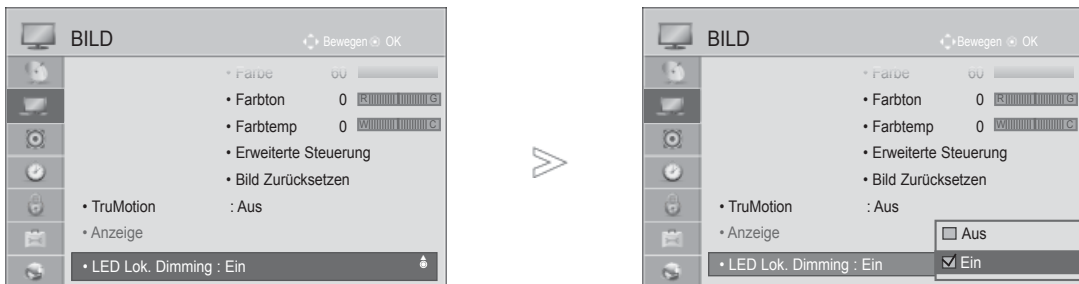 BILD Bewegen OK
• Farbe 60
• Farbton 0 R G
• Farbtemp 0 W C
• Erweiterte Steuerung
• Bild Zurücksetzen
• TruMotion : Aus
• Anzeige
• LED Lok. Dimming : Ein
BILD Bewegen OK
• Farbe 60
• Farbton 0 R G
• Farbtemp 0 W C
• Erweiterte Steuerung
• Bild Zurücksetzen
• TruMotion : Aus
• Anzeige
Aus
• LED Lok. Dimming : Ein
Ein